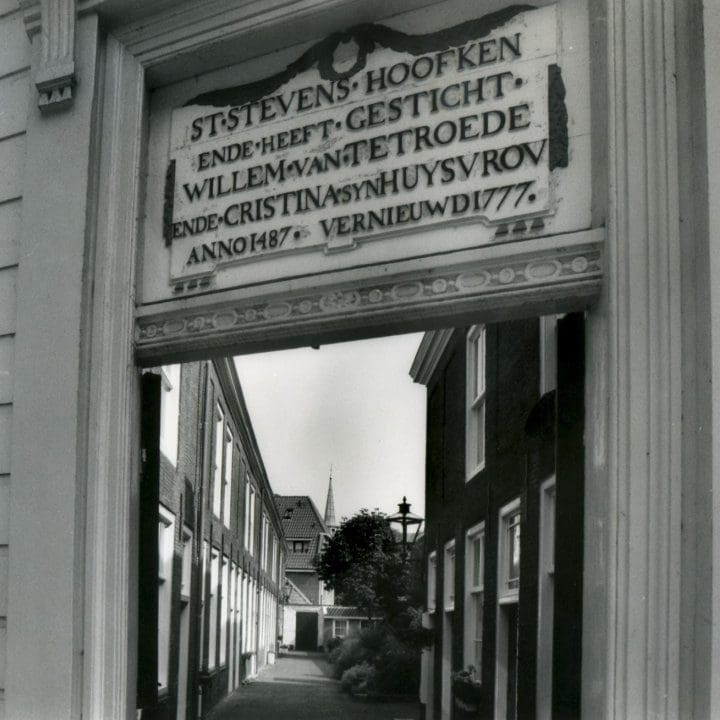 ST·STEVENS·HOOFKEN
ENDE·HEEFT·GESTICHT·
WILLEM·VAN·TETROEDE
ENDE·CRISTINA·SYN HUYSVROV
ANNO 1487· VERNIEUWD 1777·